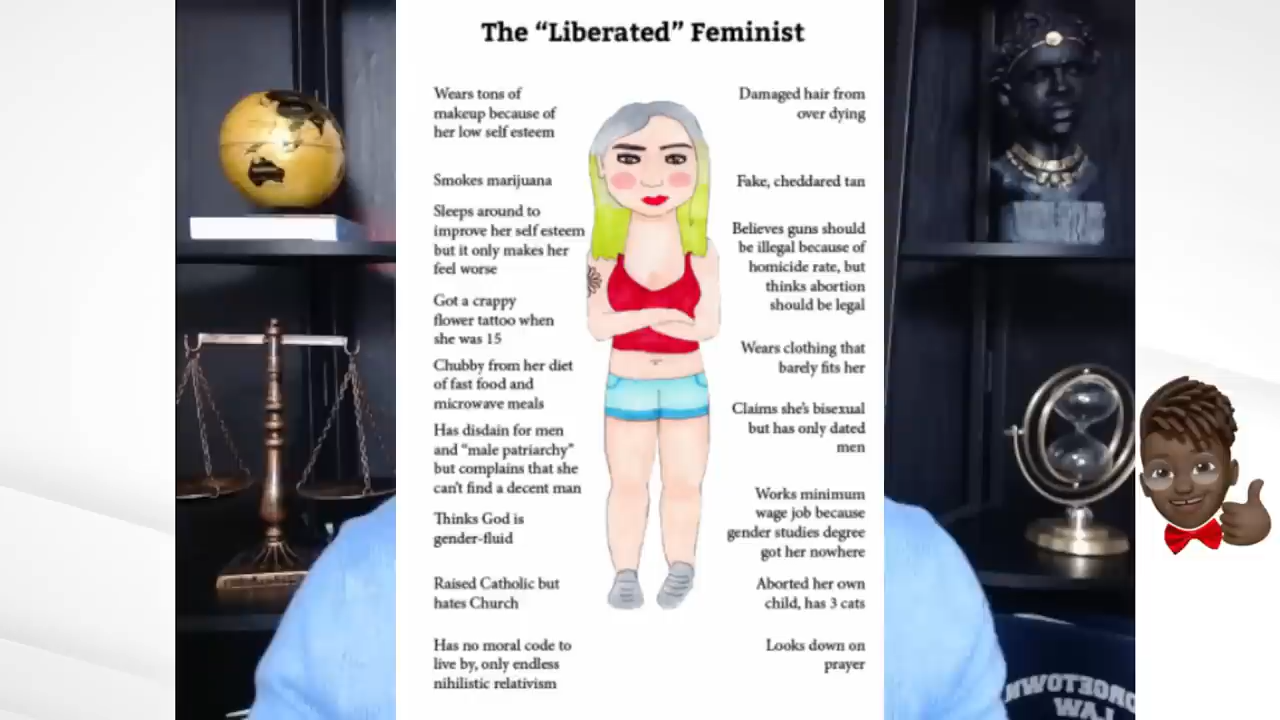 The “Liberated” Feminist
Wears tons of
makeup because of
her low self esteem
Smokes marijuana
Sleeps around to
improve her self esteem
but it only makes her
feel worse
Got a crappy
flower tattoo when
she was 15
Chubby from her diet
of fast food and
microwave meals
Has disdain for men
and “male patriarchy”
but complains that she
can't find a decent man
Thinks God is
gender-fluid
Raised Catholic but
hates Church
Has no moral code to
live by, only endless
nihilistic relativism
Damaged hair from
over dying
Fake, cheddared tan
Believes guns should
be illegal because of
homicide rate, but
thinks abortion
should be legal
Wears clothing that
barely fits her
Claims she's bisexual
but has only dated
men
Works minimum
wage job because
gender studies degree
got her nowhere
Aborted her own
child, has 3 cats
Looks down on
prayer
ORGETOWN
LAW